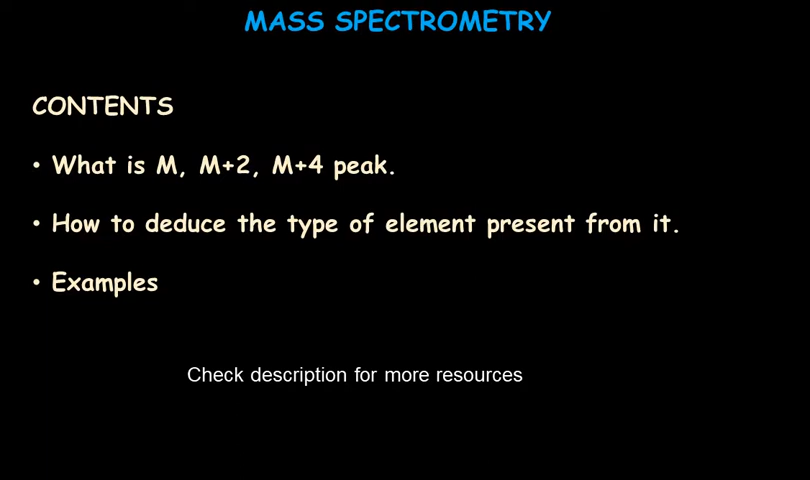 MASS SPECTROMETRY
CONTENTS
• What is M, M+2, M+4 peak.
• How to deduce the type of element present from it.
• Examples
Check description for more resources